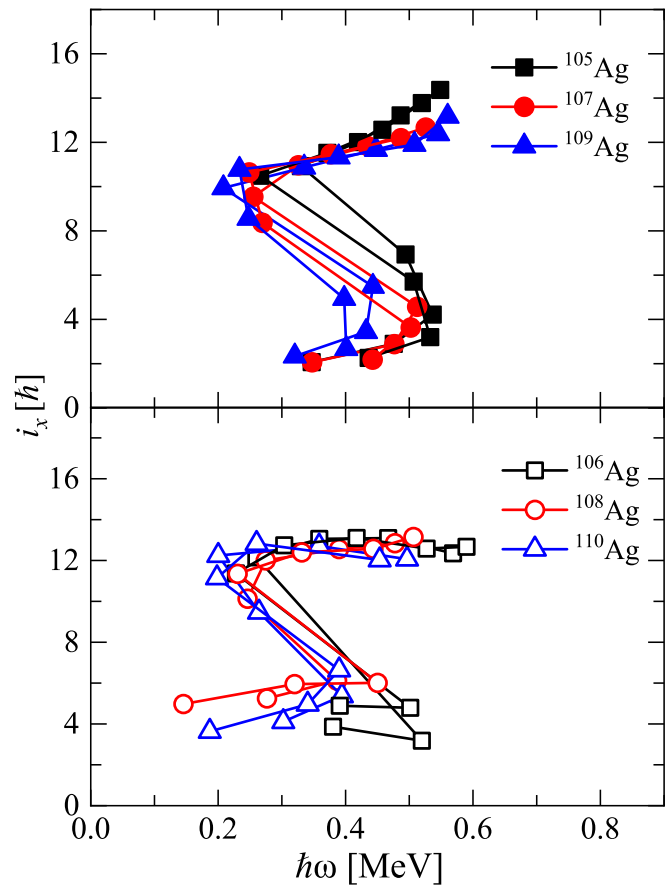 16
12
8
4
0
¹⁰⁵Ag
¹⁰⁷Ag
¹⁰⁹Ag
iₓ [ħ]
16
12
8
4
0
¹⁰⁶Ag
¹⁰⁸Ag
¹¹⁰Ag
0.0 0.2 0.4 0.6 0.8
ħω [MeV]